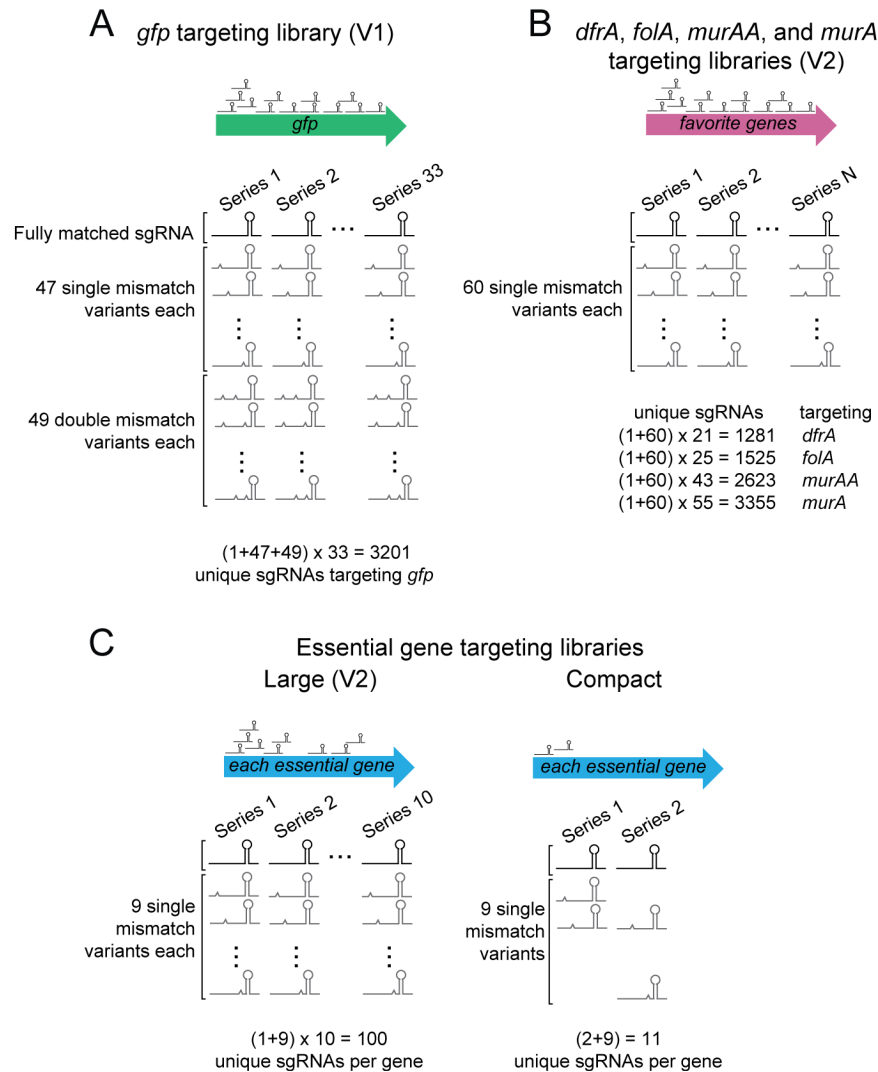 A
gfp targeting library (V1)
gfp
Series 1
Series 2
Series 33
Fully matched sgRNA
...
47 single mismatch
variants each
49 double mismatch
variants each
(1+47+49) x 33 = 3201
unique sgRNAs targeting gfp
B
dfrA, folA, murAA, and murA
targeting libraries (V2)
favorite genes
Series 1
Series 2
Series N
...
60 single mismatch
variants each
unique sgRNAs targeting
(1+60) x 21 = 1281 dfrA
(1+60) x 25 = 1525 folA
(1+60) x 43 = 2623 murAA
(1+60) x 55 = 3355 murA
C
Essential gene targeting libraries
Large (V2)
each essential gene
Series 1
Series 2
Series 10
...
9 single
mismatch
variants each
(1+9) x 10 = 100
unique sgRNAs per gene
Compact
each essential gene
Series 1
Series 2
9 single
mismatch
variants
(2+9) = 11
unique sgRNAs per gene